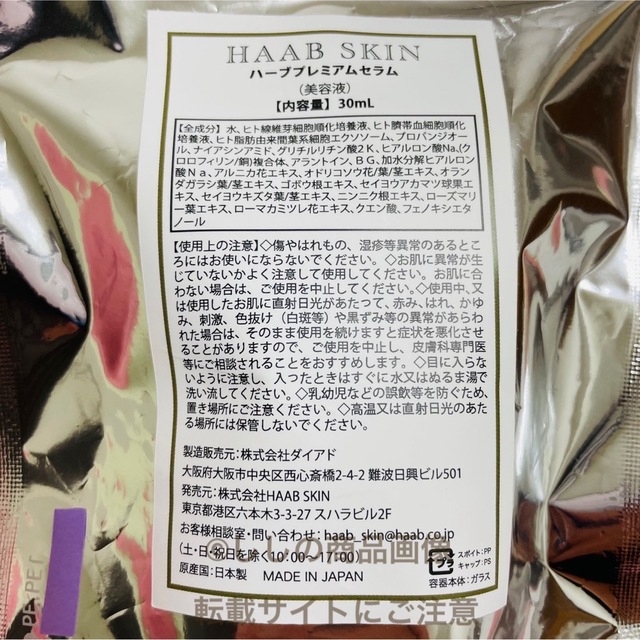 HAAB SKIN
ハーブプレミアムセラム
（美容液）
【内容量】30mL
【全成分】水、ヒト線維芽細胞順化培養液、ヒト臍帯血細胞順化
培養液、ヒト脂肪由来間葉系細胞エクソソーム、プロパンジオー
ル、ナイアシンアミド、グリチルリチン酸2K、ヒアルロン酸Na、(ク
ロロフィリン/銅)複合体、アラントイン、BG、加水分解ヒアルロン
酸Na、アルニカ花エキス、オドリコソウ花/葉/茎エキス、オラン
ダガラシ葉/茎エキス、ゴボウ根エキス、セイヨウアカマツ球果エ
キス、セイヨウキズタ葉/茎エキス、ニンニク根エキス、ローズマリ
ー葉エキス、ローマカミツレ花エキス、クエン酸、フェノキシエタ
ノール
【使用上の注意】◇傷やはれもの、湿疹等異常のあるとこ
ろにはお使いにならないでください。◇お肌に異常が生
じていないかよく注意して使用してください。お肌に合
わない場合は、ご使用を中止してください。◇使用中、又
は使用したお肌に直射日光があたって、赤み、はれ、かゆ
み、刺激、色抜け（白斑等）や黒ずみ等の異常があらわ
れた場合は、そのまま使用を続けますと症状を悪化させ
ることがありますので、ご使用を中止し、皮膚科専門医
等にご相談されることをおすすめします。◇目に入らな
いように注意し、入ったときはすぐに水又はぬるま湯で
洗い流してください。◇乳幼児などの誤飲等を防ぐため、
置き場所にご注意ください。◇高温又は直射日光のあた
る場所には保管しないでください。
製造販売元：株式会社ダイアド
大阪府大阪市中央区西心斎橋2-4-2 難波日興ビル501
発売元：株式会社HAAB SKIN
東京都港区六本木3-3-27 スハラビル2F
お客様相談室・問い合わせ：haab_skin@haab.co.jp
(土・日・祝日を除く10:00〜17:00)
原産国：日本製 MADE IN JAPAN
プラ
スポイト：PP
キャップ：PS
容器本体：ガラス
の商品画像
転載サイトにご注意